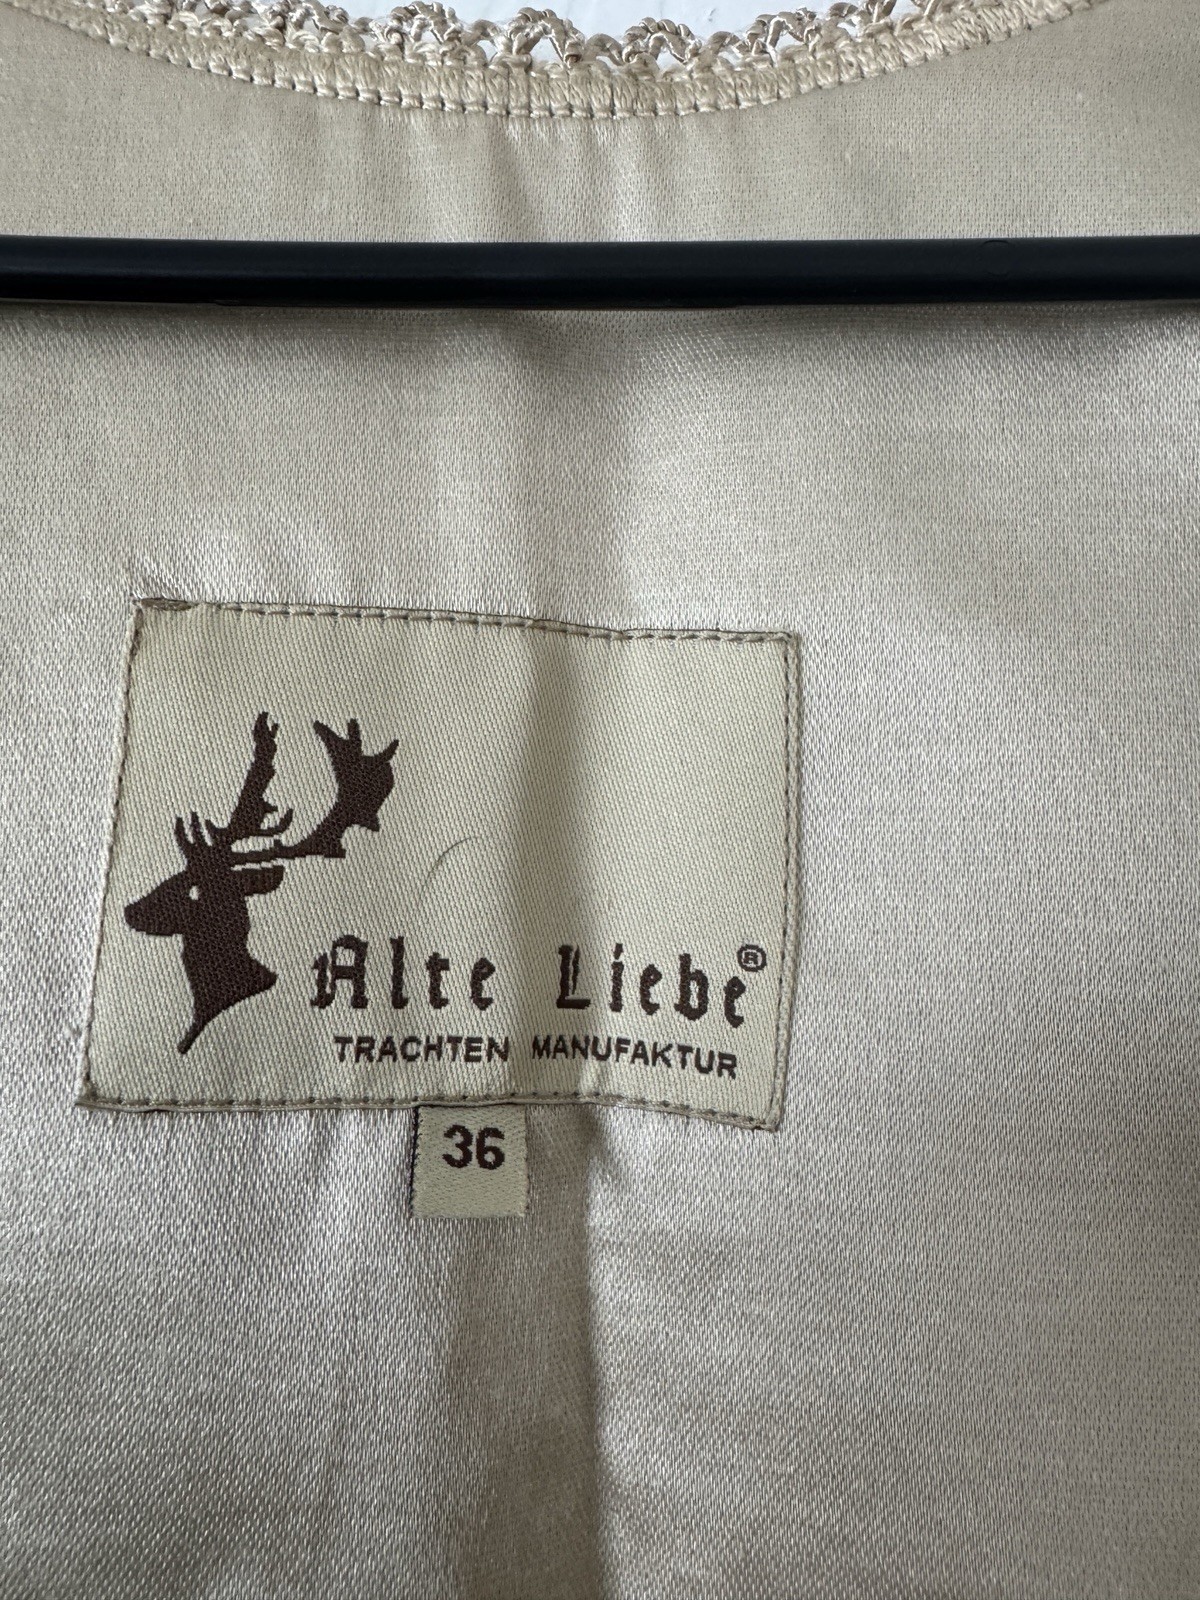 Alte Liebe®
TRACHTEN MANUFAKTUR
36